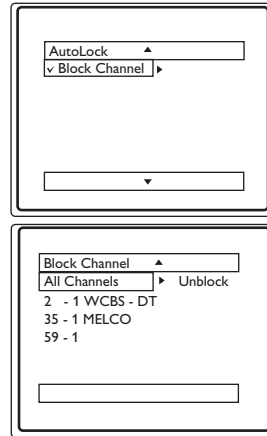 AutoLock
✓ Block Channel
Block Channel
All Channels Unblock
2 - 1 WCBS - DT
35 - 1 MELCO
59 - 1